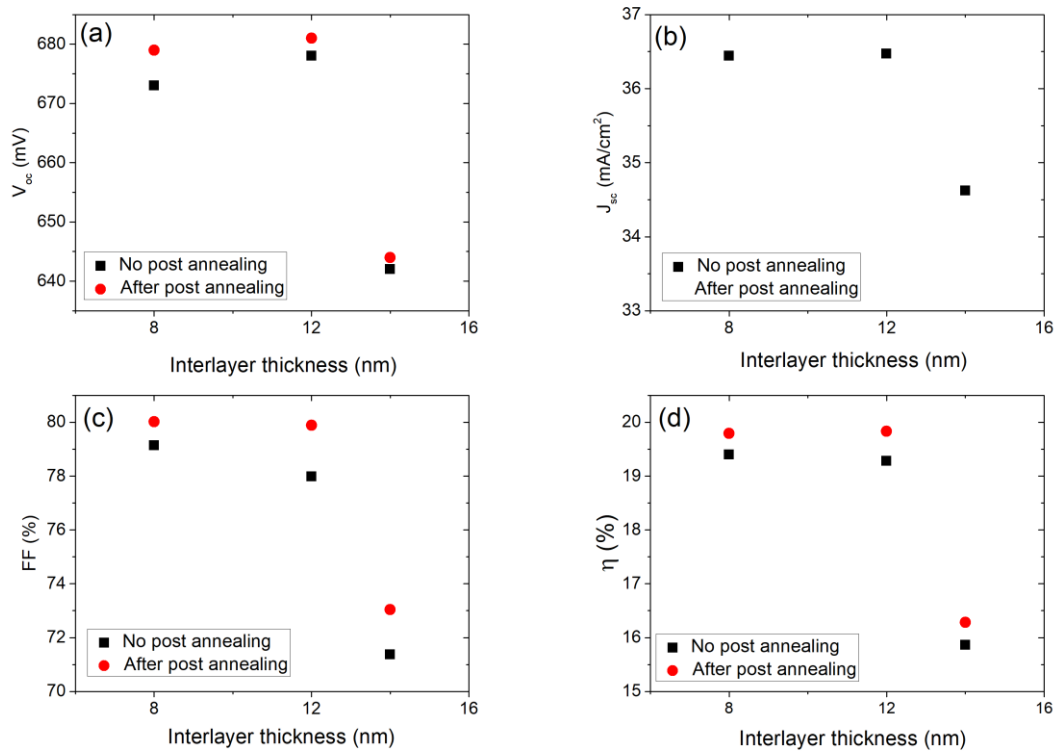 (a)
680
670
660
650
640
V_oc (mV)
No post annealing
After post annealing
8
12
16
Interlayer thickness (nm)
(b)
37
36
35
34
33
J_sc (mA/cm²)
No post annealing
After post annealing
8
12
16
Interlayer thickness (nm)
(c)
80
78
76
74
72
70
FF (%)
No post annealing
After post annealing
8
12
16
Interlayer thickness (nm)
(d)
20
19
18
17
16
15
η (%)
No post annealing
After post annealing
8
12
16
Interlayer thickness (nm)